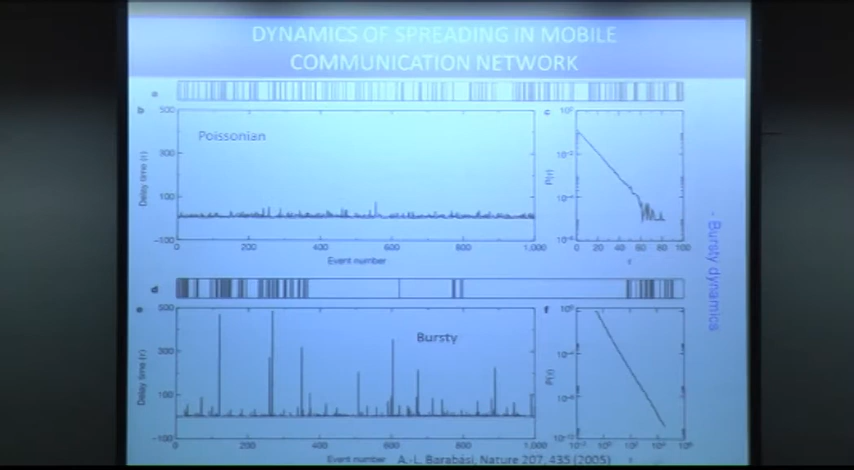 DYNAMICS OF SPREADING IN MOBILE
COMMUNICATION NETWORK
a
b
500
300
100
-100
Delay time (τ)
Poissonian
0
200
400
600
800
1,000
Event number
c
P(τ)
0
20
40
60
80
100
τ
- Bursty dynamics
d
e
500
300
100
-100
Delay time (τ)
Bursty
0
200
400
600
800
1,000
Event number
f
P(τ)
A.-L. Barabási, Nature 207, 435 (2005)